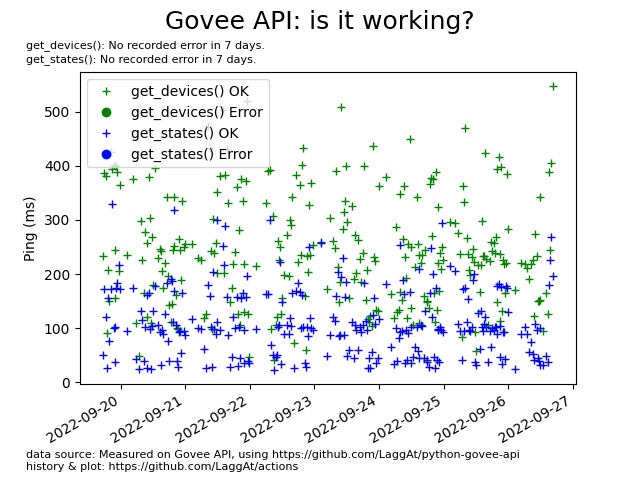 Govee API: is it working?
get_devices(): No recorded error in 7 days.
get_states(): No recorded error in 7 days.
get_devices() OK
get_devices() Error
get_states() OK
get_states() Error
Ping (ms)
500
400
300
200
100
0
2022-09-20
2022-09-21
2022-09-22
2022-09-23
2022-09-24
2022-09-25
2022-09-26
2022-09-27
data source: Measured on Govee API, using https://github.com/LaggAt/python-govee-api
history & plot: https://github.com/LaggAt/actions